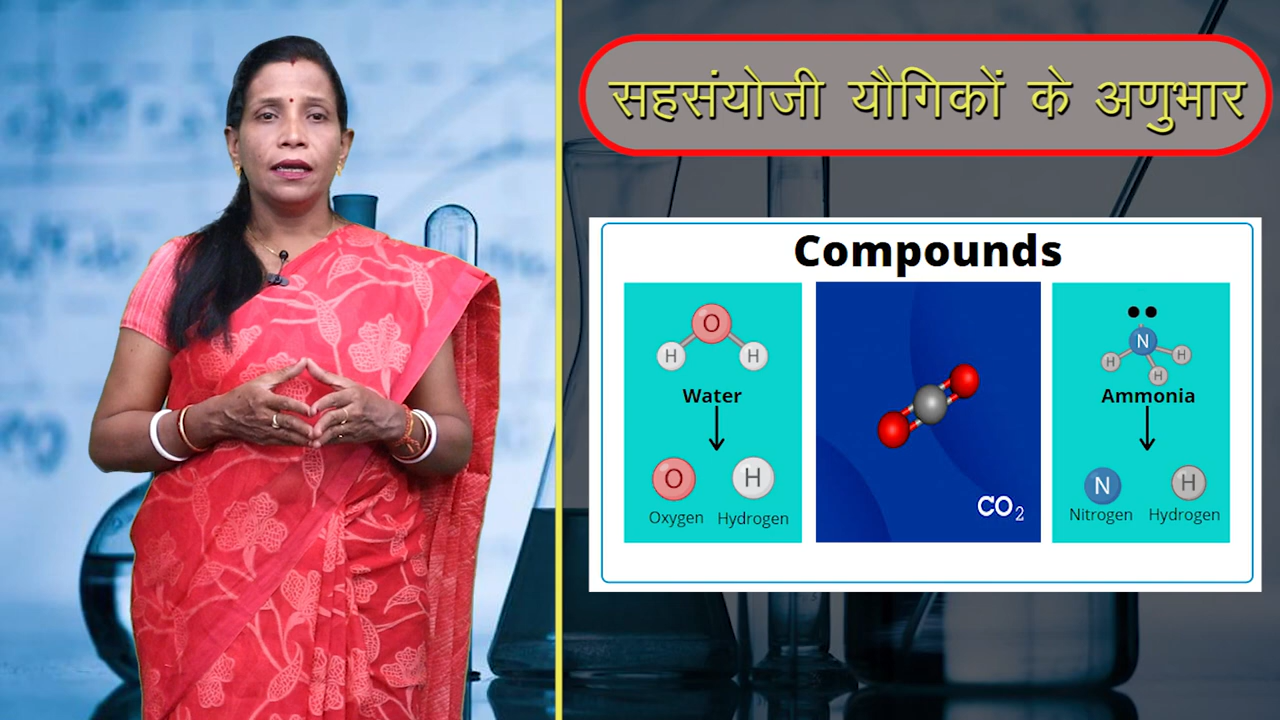 सहसंयोजी यौगिकों के अणुभार
Compounds
O
H H
Water
O H
Oxygen Hydrogen
CO₂
N
H H
H
Ammonia
N H
Nitrogen Hydrogen